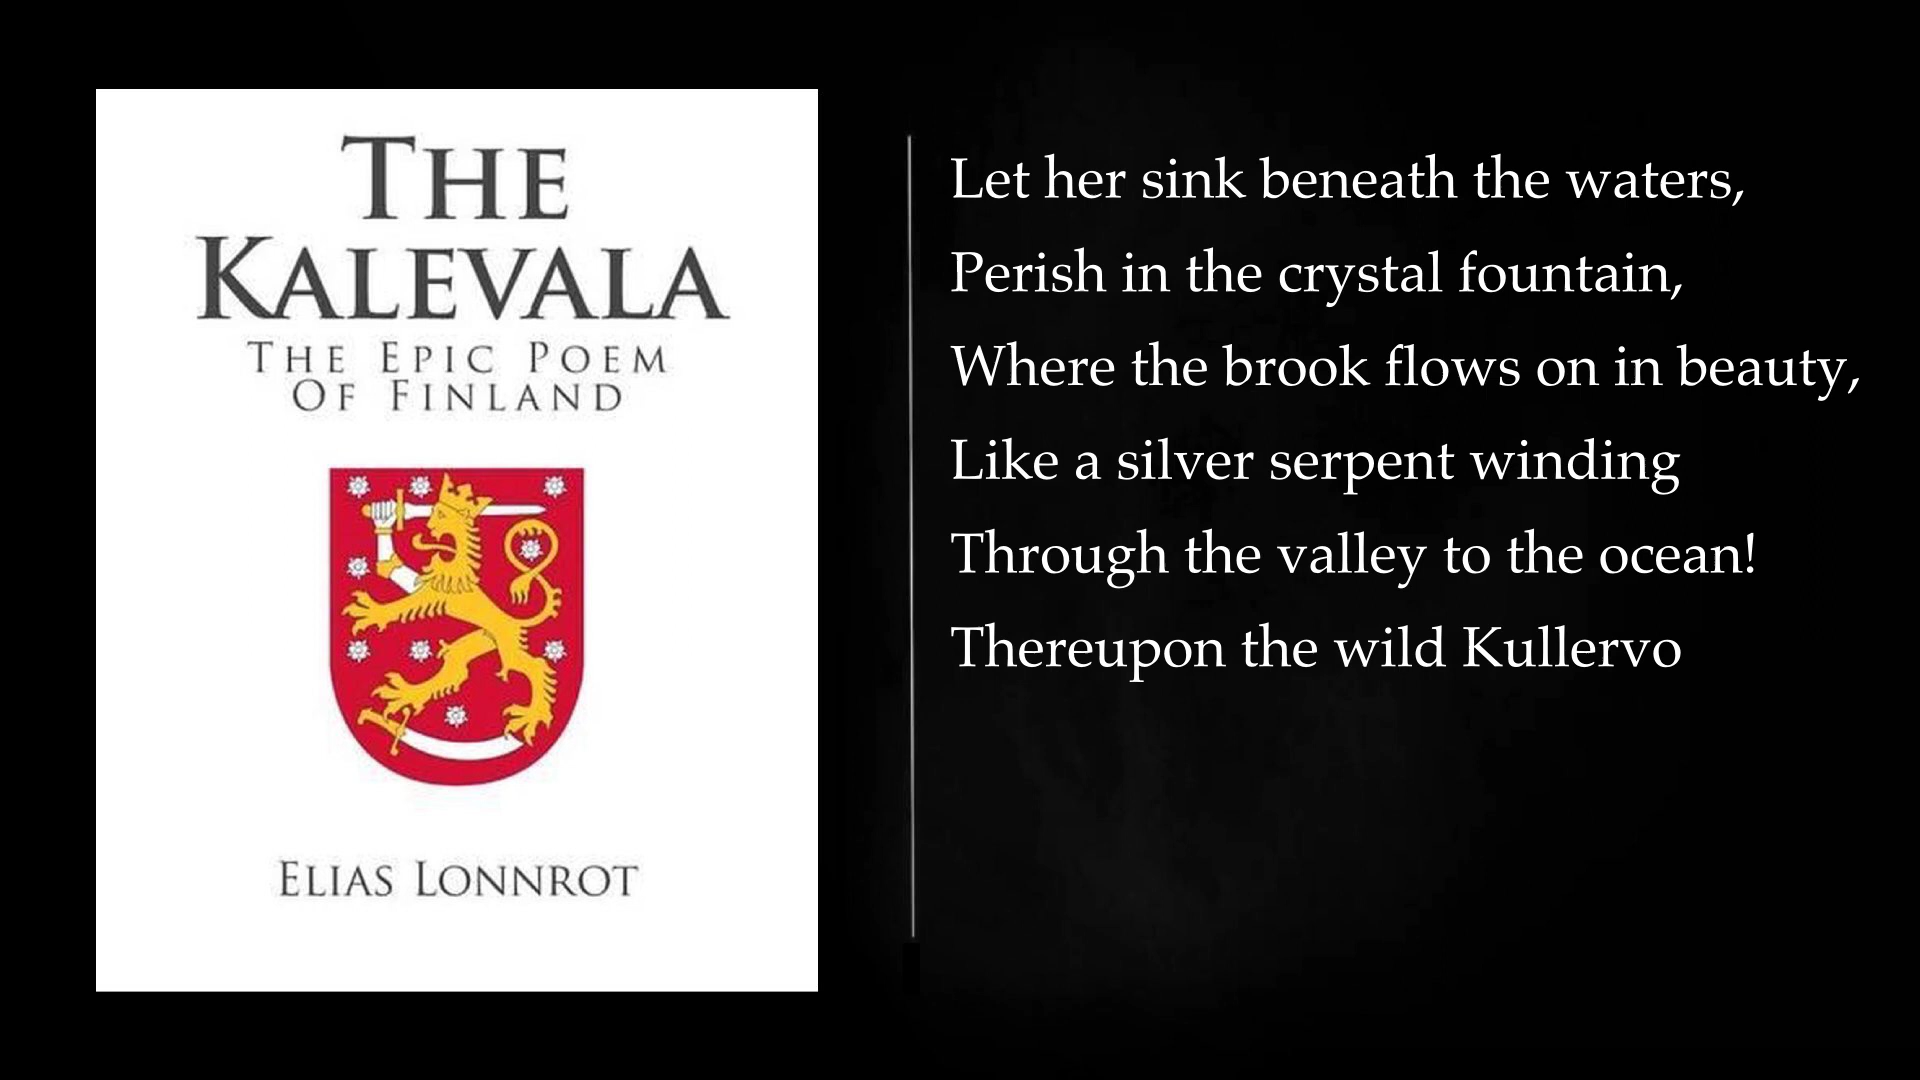 THE
KALEVALA
THE EPIC POEM
OF FINLAND
ELIAS LONNROT
Let her sink beneath the waters,
Perish in the crystal fountain,
Where the brook flows on in beauty,
Like a silver serpent winding
Through the valley to the ocean!
Thereupon the wild Kullervo